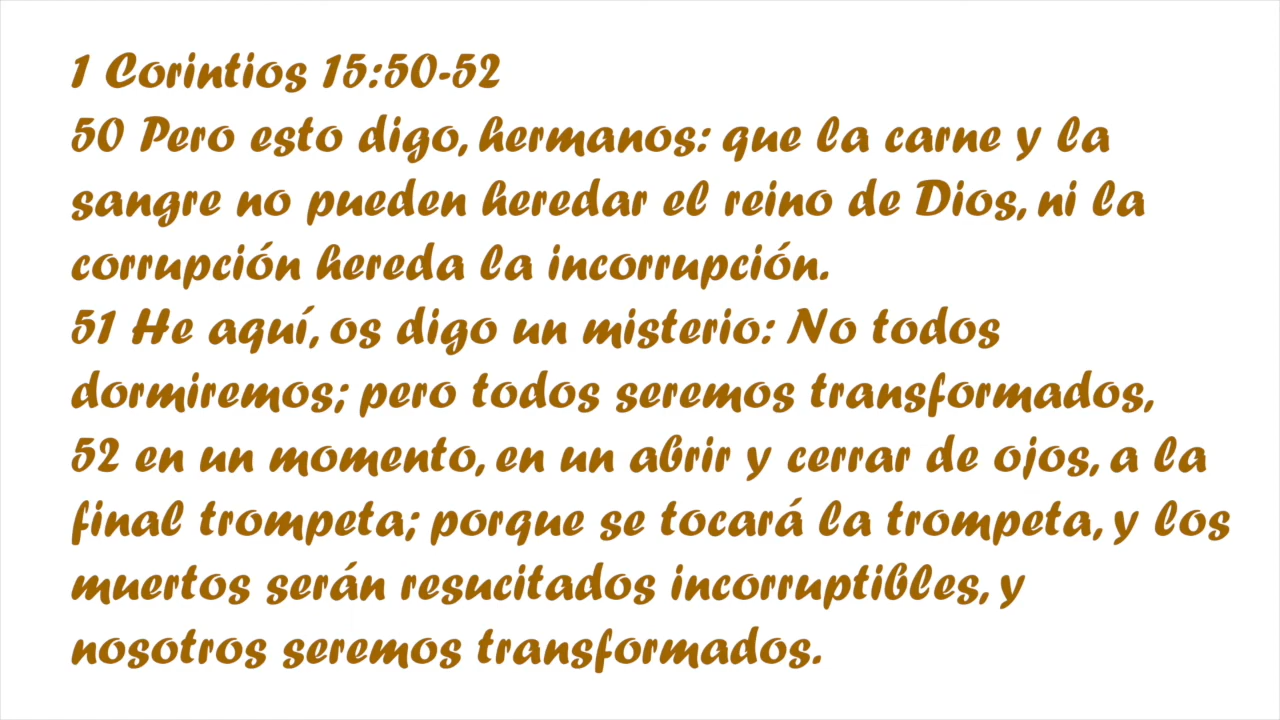 1 Corintios 15:50-52
50 Pero esto digo, hermanos: que la carne y la
sangre no pueden heredar el reino de Dios, ni la
corrupción hereda la incorrupción.
51 He aquí, os digo un misterio: No todos
dormiremos; pero todos seremos transformados,
52 en un momento, en un abrir y cerrar de ojos, a la
final trompeta; porque se tocará la trompeta, y los
muertos serán resucitados incorruptibles, y
nosotros seremos transformados.